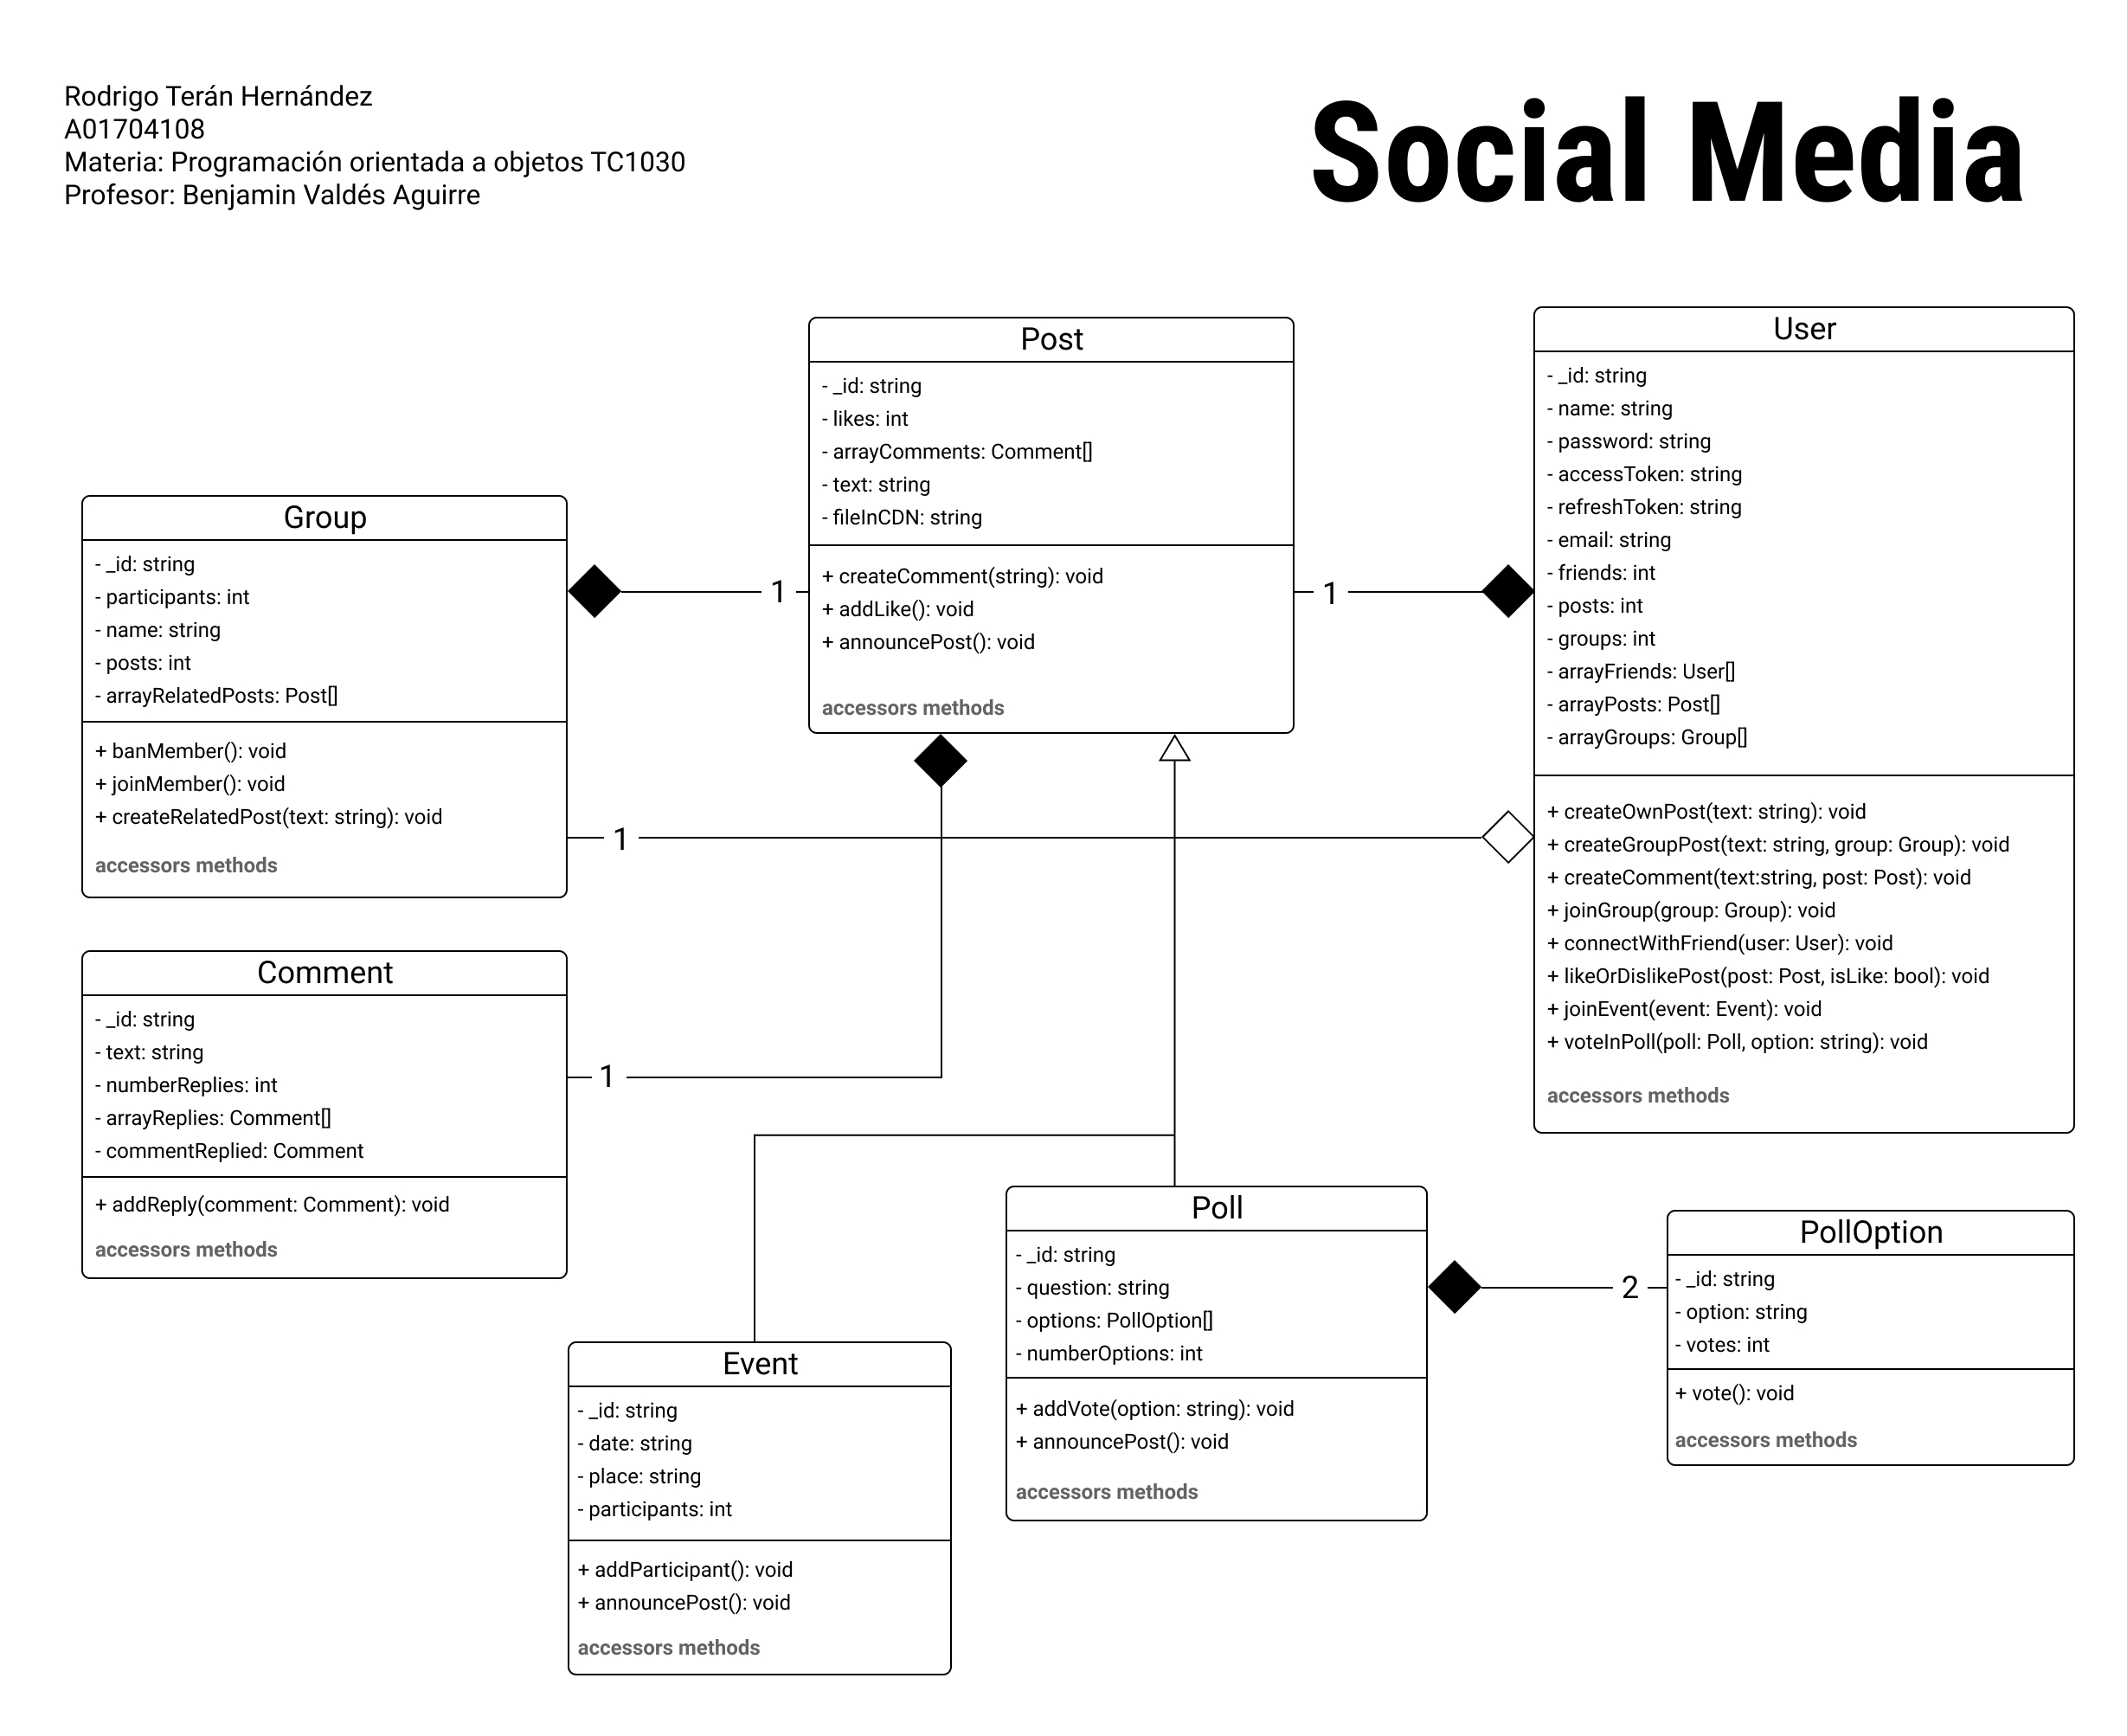 Rodrigo Terán Hernández
A01704108
Materia: Programación orientada a objetos TC1030
Profesor: Benjamin Valdés Aguirre
Social Media
Post
- _id: string
- likes: int
- arrayComments: Comment[]
- text: string
- fileInCDN: string
+ createComment(string): void
+ addLike(): void
+ announcePost(): void
accessors methods
User
- _id: string
- name: string
- password: string
- accessToken: string
- refreshToken: string
- email: string
- friends: int
- posts: int
- groups: int
- arrayFriends: User[]
- arrayPosts: Post[]
- arrayGroups: Group[]
+ createOwnPost(text: string): void
+ createGroupPost(text: string, group: Group): void
+ createComment(text:string, post: Post): void
+ joinGroup(group: Group): void
+ connectWithFriend(user: User): void
+ likeOrDislikePost(post: Post, isLike: bool): void
+ joinEvent(event: Event): void
+ voteInPoll(poll: Poll, option: string): void
accessors methods
Group
- _id: string
- participants: int
- name: string
- posts: int
- arrayRelatedPosts: Post[]
+ banMember(): void
+ joinMember(): void
+ createRelatedPost(text: string): void
accessors methods
1
1
1
1
Comment
- _id: string
- text: string
- numberReplies: int
- arrayReplies: Comment[]
- commentReplied: Comment
+ addReply(comment: Comment): void
accessors methods
Poll
- _id: string
- question: string
- options: PollOption[]
- numberOptions: int
+ addVote(option: string): void
+ announcePost(): void
accessors methods
2
PollOption
- _id: string
- option: string
- votes: int
+ vote(): void
accessors methods
Event
- _id: string
- date: string
- place: string
- participants: int
+ addParticipant(): void
+ announcePost(): void
accessors methods